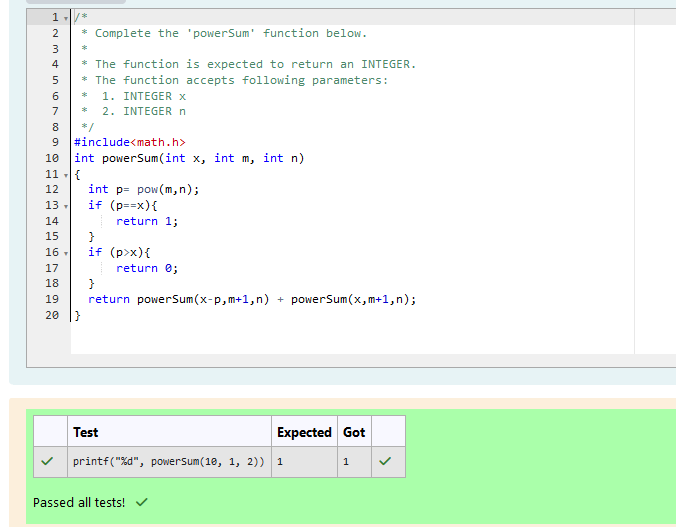 1 /*
2  * Complete the 'powerSum' function below.
3  *
4  * The function is expected to return an INTEGER.
5  * The function accepts following parameters:
6  *  1. INTEGER x
7  *  2. INTEGER n
8  */
9 #include<math.h>
10 int powerSum(int x, int m, int n)
11 {
12   int p= pow(m,n);
13   if (p==x){
14       return 1;
15   }
16   if (p>x){
17       return 0;
18   }
19   return powerSum(x-p,m+1,n) + powerSum(x,m+1,n);
20 }
Test Expected Got
printf("%d", powerSum(10, 1, 2)) 1 1
Passed all tests!